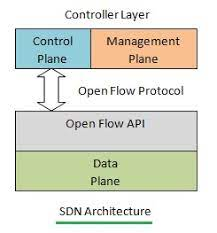 Controller Layer
Control Management
Plane Plane
Open Flow Protocol
Open Flow API
Data
Plane
SDN Architecture